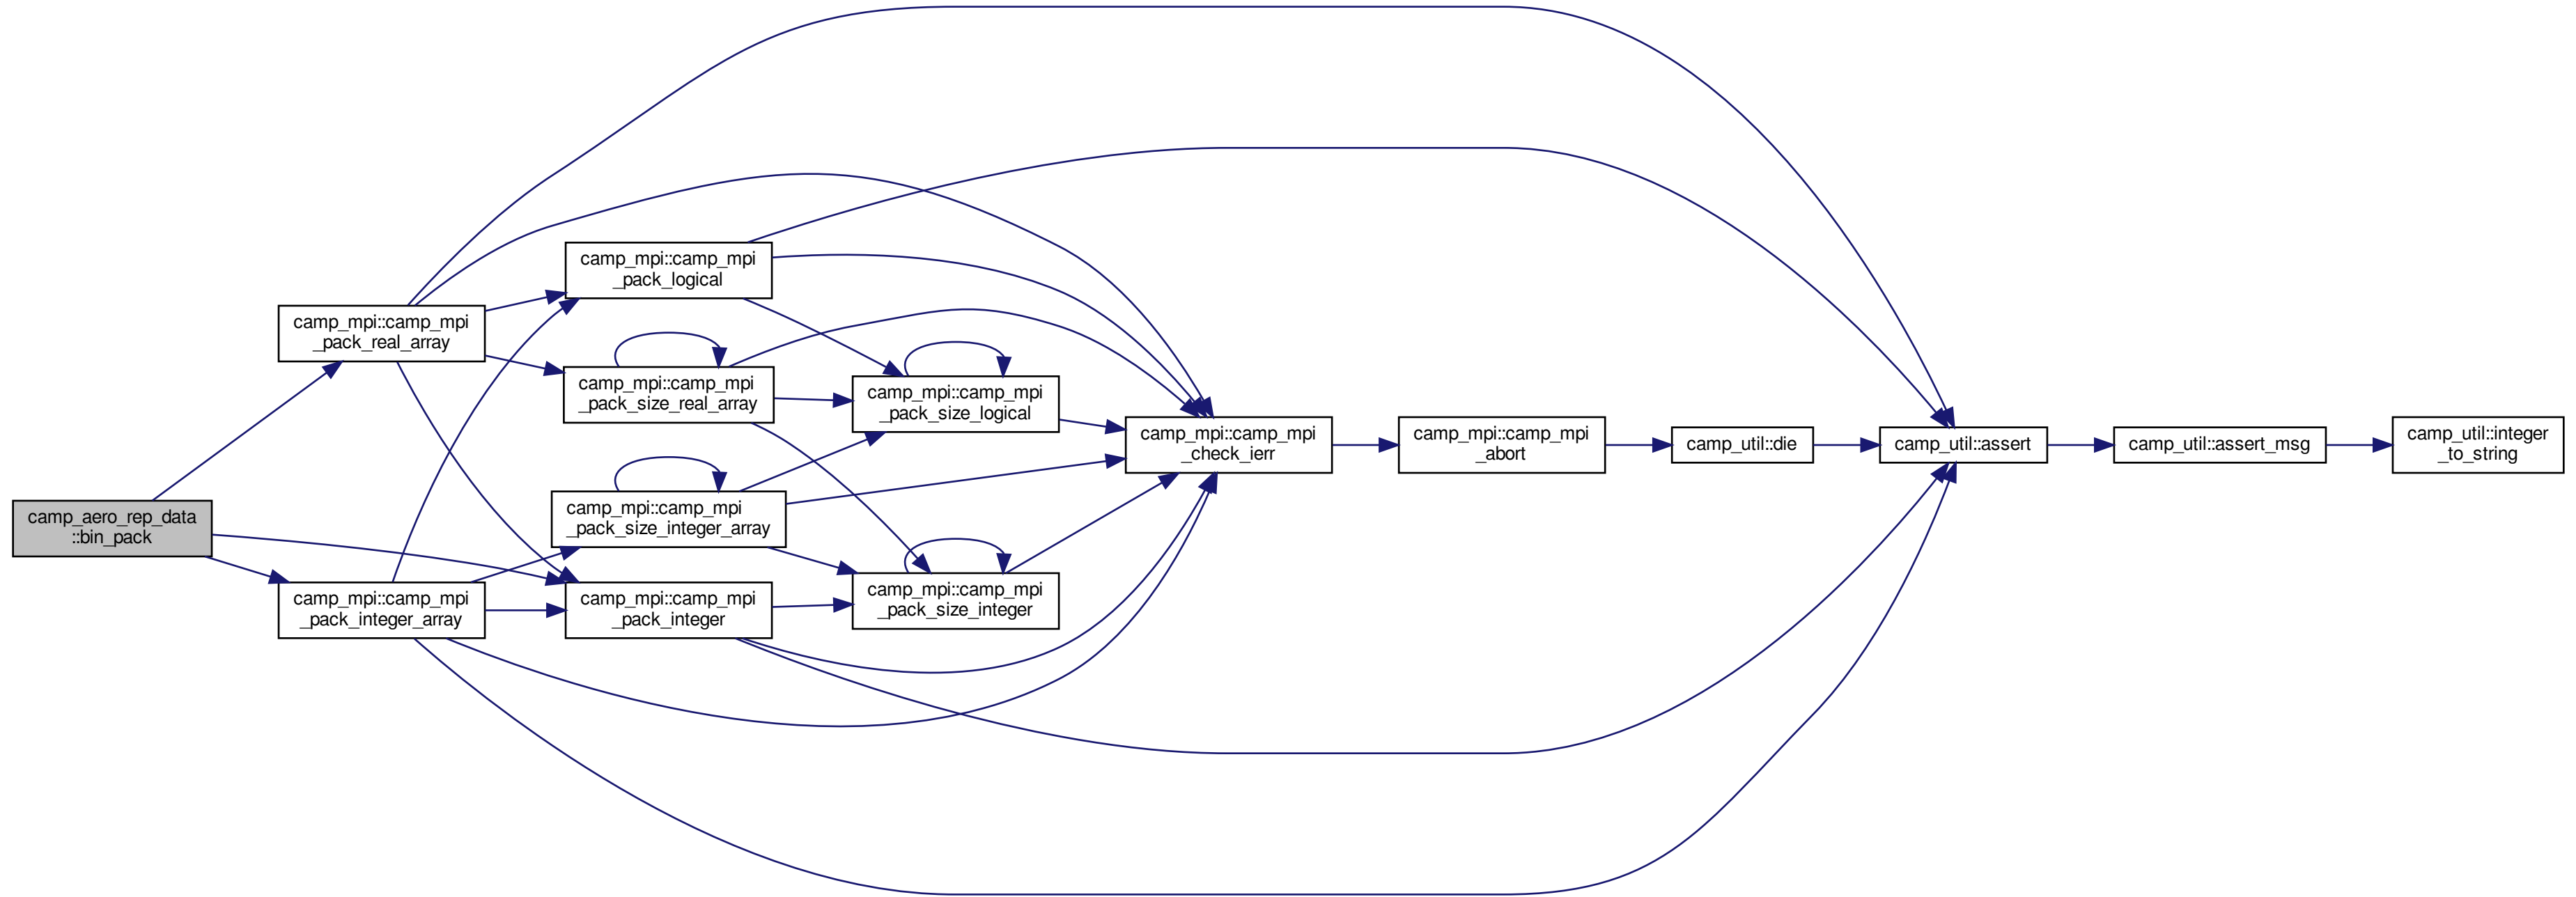 camp_aero_rep_data
::bin_pack
camp_mpi::camp_mpi
_pack_real_array
camp_mpi::camp_mpi
_pack_integer_array
camp_mpi::camp_mpi
_pack_logical
camp_mpi::camp_mpi
_pack_size_real_array
camp_mpi::camp_mpi
_pack_size_integer_array
camp_mpi::camp_mpi
_pack_integer
camp_mpi::camp_mpi
_pack_size_logical
camp_mpi::camp_mpi
_pack_size_integer
camp_mpi::camp_mpi
_check_ierr
camp_mpi::camp_mpi
_abort
camp_util::die
camp_util::assert
camp_util::assert_msg
camp_util::integer
_to_string